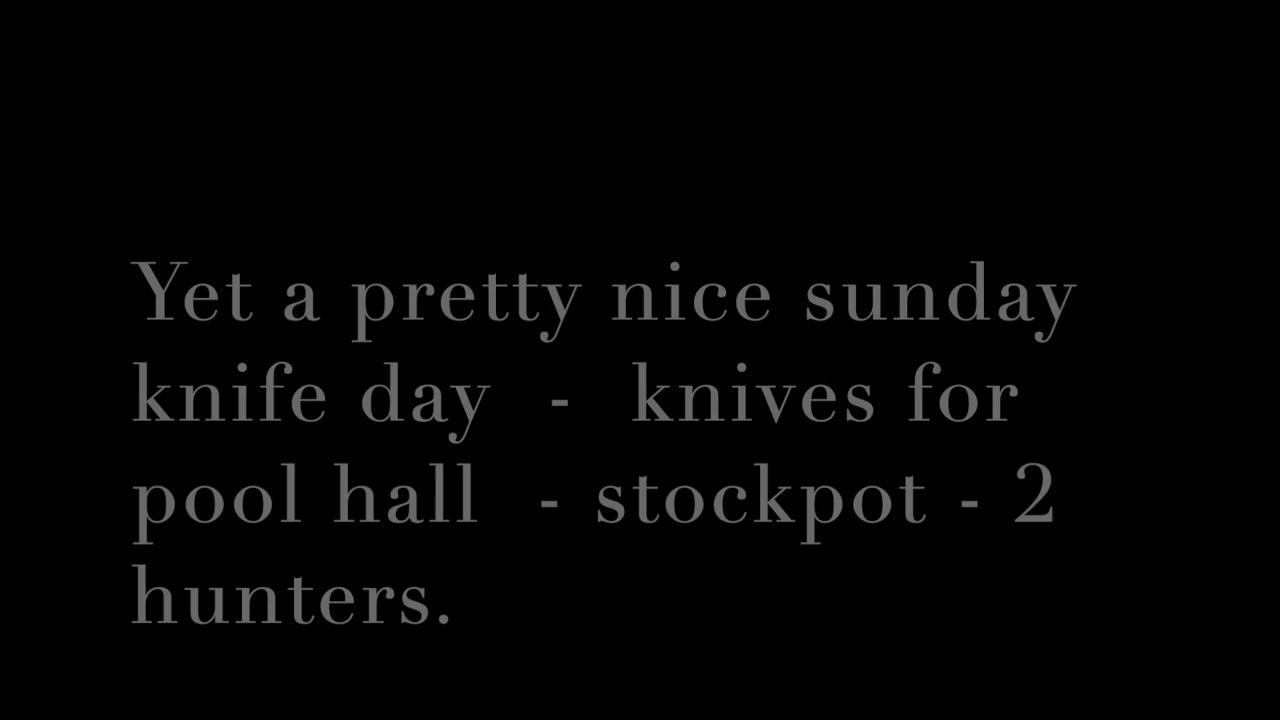 Yet a pretty nice sunday
knife day  -  knives for
pool hall  - stockpot - 2
hunters.